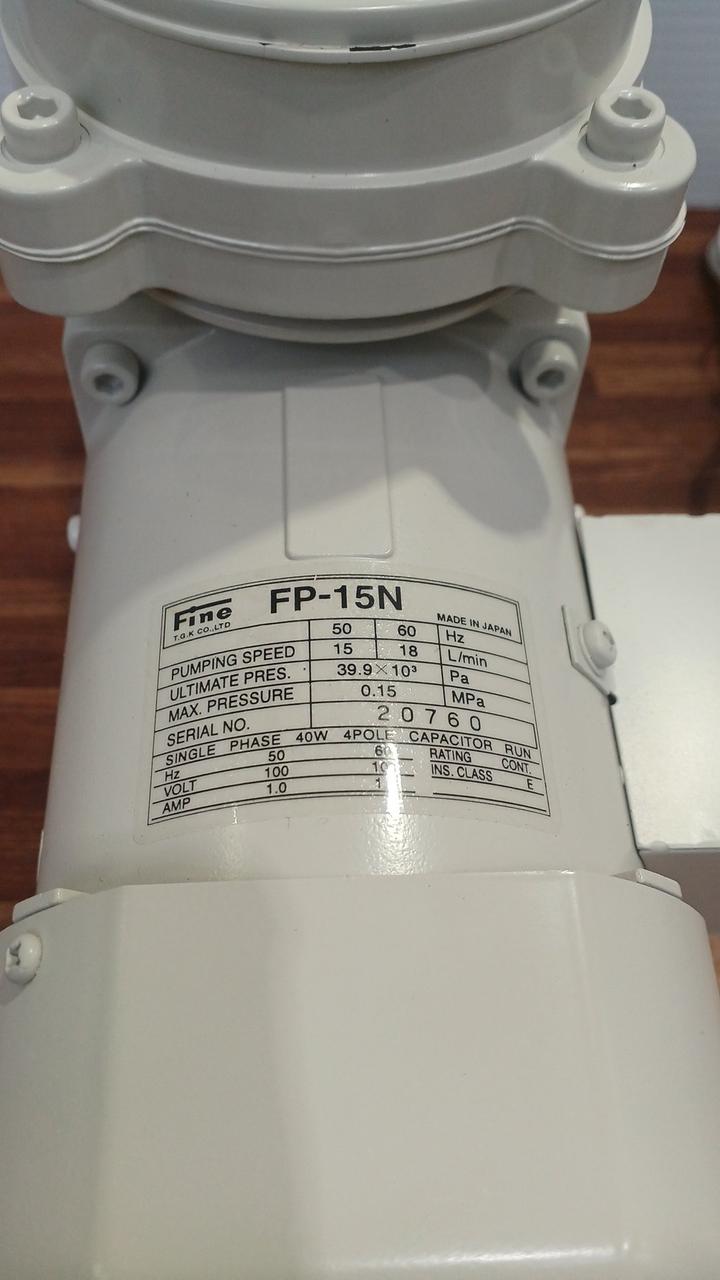 Fine FP-15N MADE IN JAPAN
T.G.K CO.,LTD
50 60 Hz
PUMPING SPEED 15 18 L/min
ULTIMATE PRES. 39.9×10³ Pa
MAX. PRESSURE 0.15 MPa
SERIAL NO. 20760
SINGLE PHASE 40W 4POLE CAPACITOR RUN
Hz 50 60 RATING CONT.
VOLT 100 INS. CLASS E
AMP 1.0